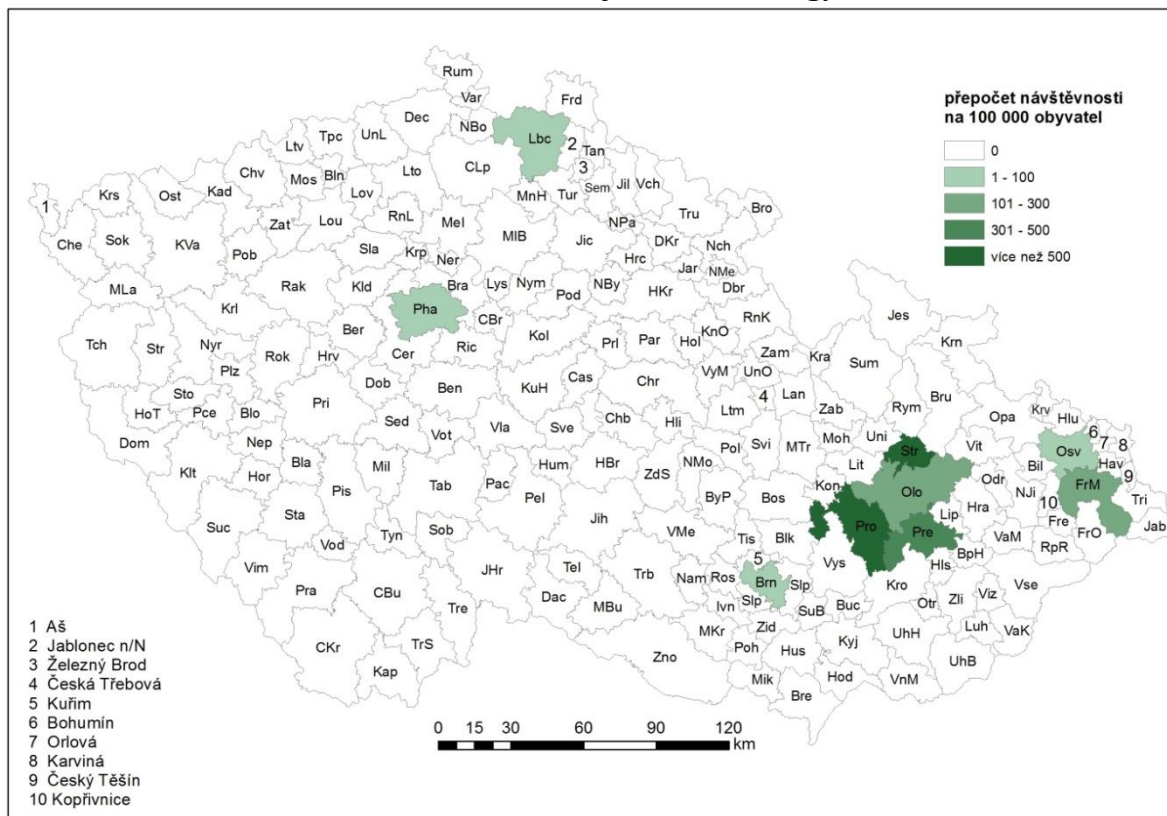 přepočet návštěvnosti
na 100 000 obyvatel
0
1 - 100
101 - 300
301 - 500
více než 500
Rum
Var
Frd
Dec
NBo
Lbc
2
Tan
Tpc
UnL
Ltv
CLp
3
Chv
Mos
Bln
Lto
Sem
Jil
Vch
Krs
Ost
Kad
Lov
MnH
Tur
1
Bro
Tru
Zat
Lou
RnL
Mel
NPa
Che
Sok
KVa
MlB
Jic
DKr
Nch
Pob
Sla
Krp
Ner
Hrc
Jar
NMe
MLa
Rak
Kld
Bra
Lys
Nym
Pod
NBy
HKr
Dbr
Krl
Pha
CBr
RnK
Jes
Tch
Str
Nyr
Ber
Kol
Prl
Par
Hol
KnO
Krn
Rok
Hrv
Cer
Ric
Zam
Kra
Sum
Plz
Cas
Chr
VyM
UnO
Sto
Dob
Ben
KuH
4
Lan
Bru
HoT
Pce
Blo
Pri
Ltm
Zab
Rym
Opa
Krv
Hlu
Sed
Vot
Vla
Sve
Chb
Hli
6
Dom
Nep
Pol
Svi
MTr
Moh
Uni
Str
Vit
7
8
Klt
Bla
Mil
Hum
HBr
NMo
Lit
Bil
Osv
Hav
Hor
Tab
Pac
ZdS
Kon
Olo
Odr
9
Pis
Pel
ByP
Bos
NJi
FrM
Suc
Sta
Jih
Lip
Hra
10
Tri
Sob
Pro
Fre
Vod
Tyn
VMe
Pre
VaM
FrO
Jab
Tis
Blk
RpR
Vim
JHr
5
BpH
Tel
Trb
Vys
Hls
Pra
CBu
Nam
Ros
Brn
Slp
Kro
Vse
Tre
Dac
MBu
Ivn
Slp
SuB
Buc
Otr
Zli
Viz
CKr
TrS
MKr
Zid
UhH
Luh
VaK
Kap
Zno
Poh
Hus
Kyj
UhB
Mik
Hod
VnM
Bre
1 Aš
2 Jablonec n/N
3 Železný Brod
4 Česká Třebová
5 Kuřim
6 Bohumín
7 Orlová
8 Karviná
9 Český Těšín
10 Kopřivnice
0 15 30 60 90 120
km